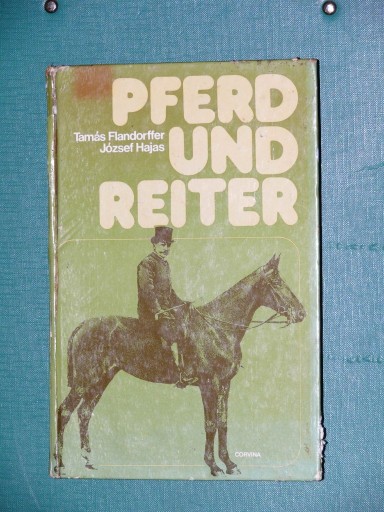 PFERD
Tamás Flandorffer
József Hajas
UND
REITER
CORVINA